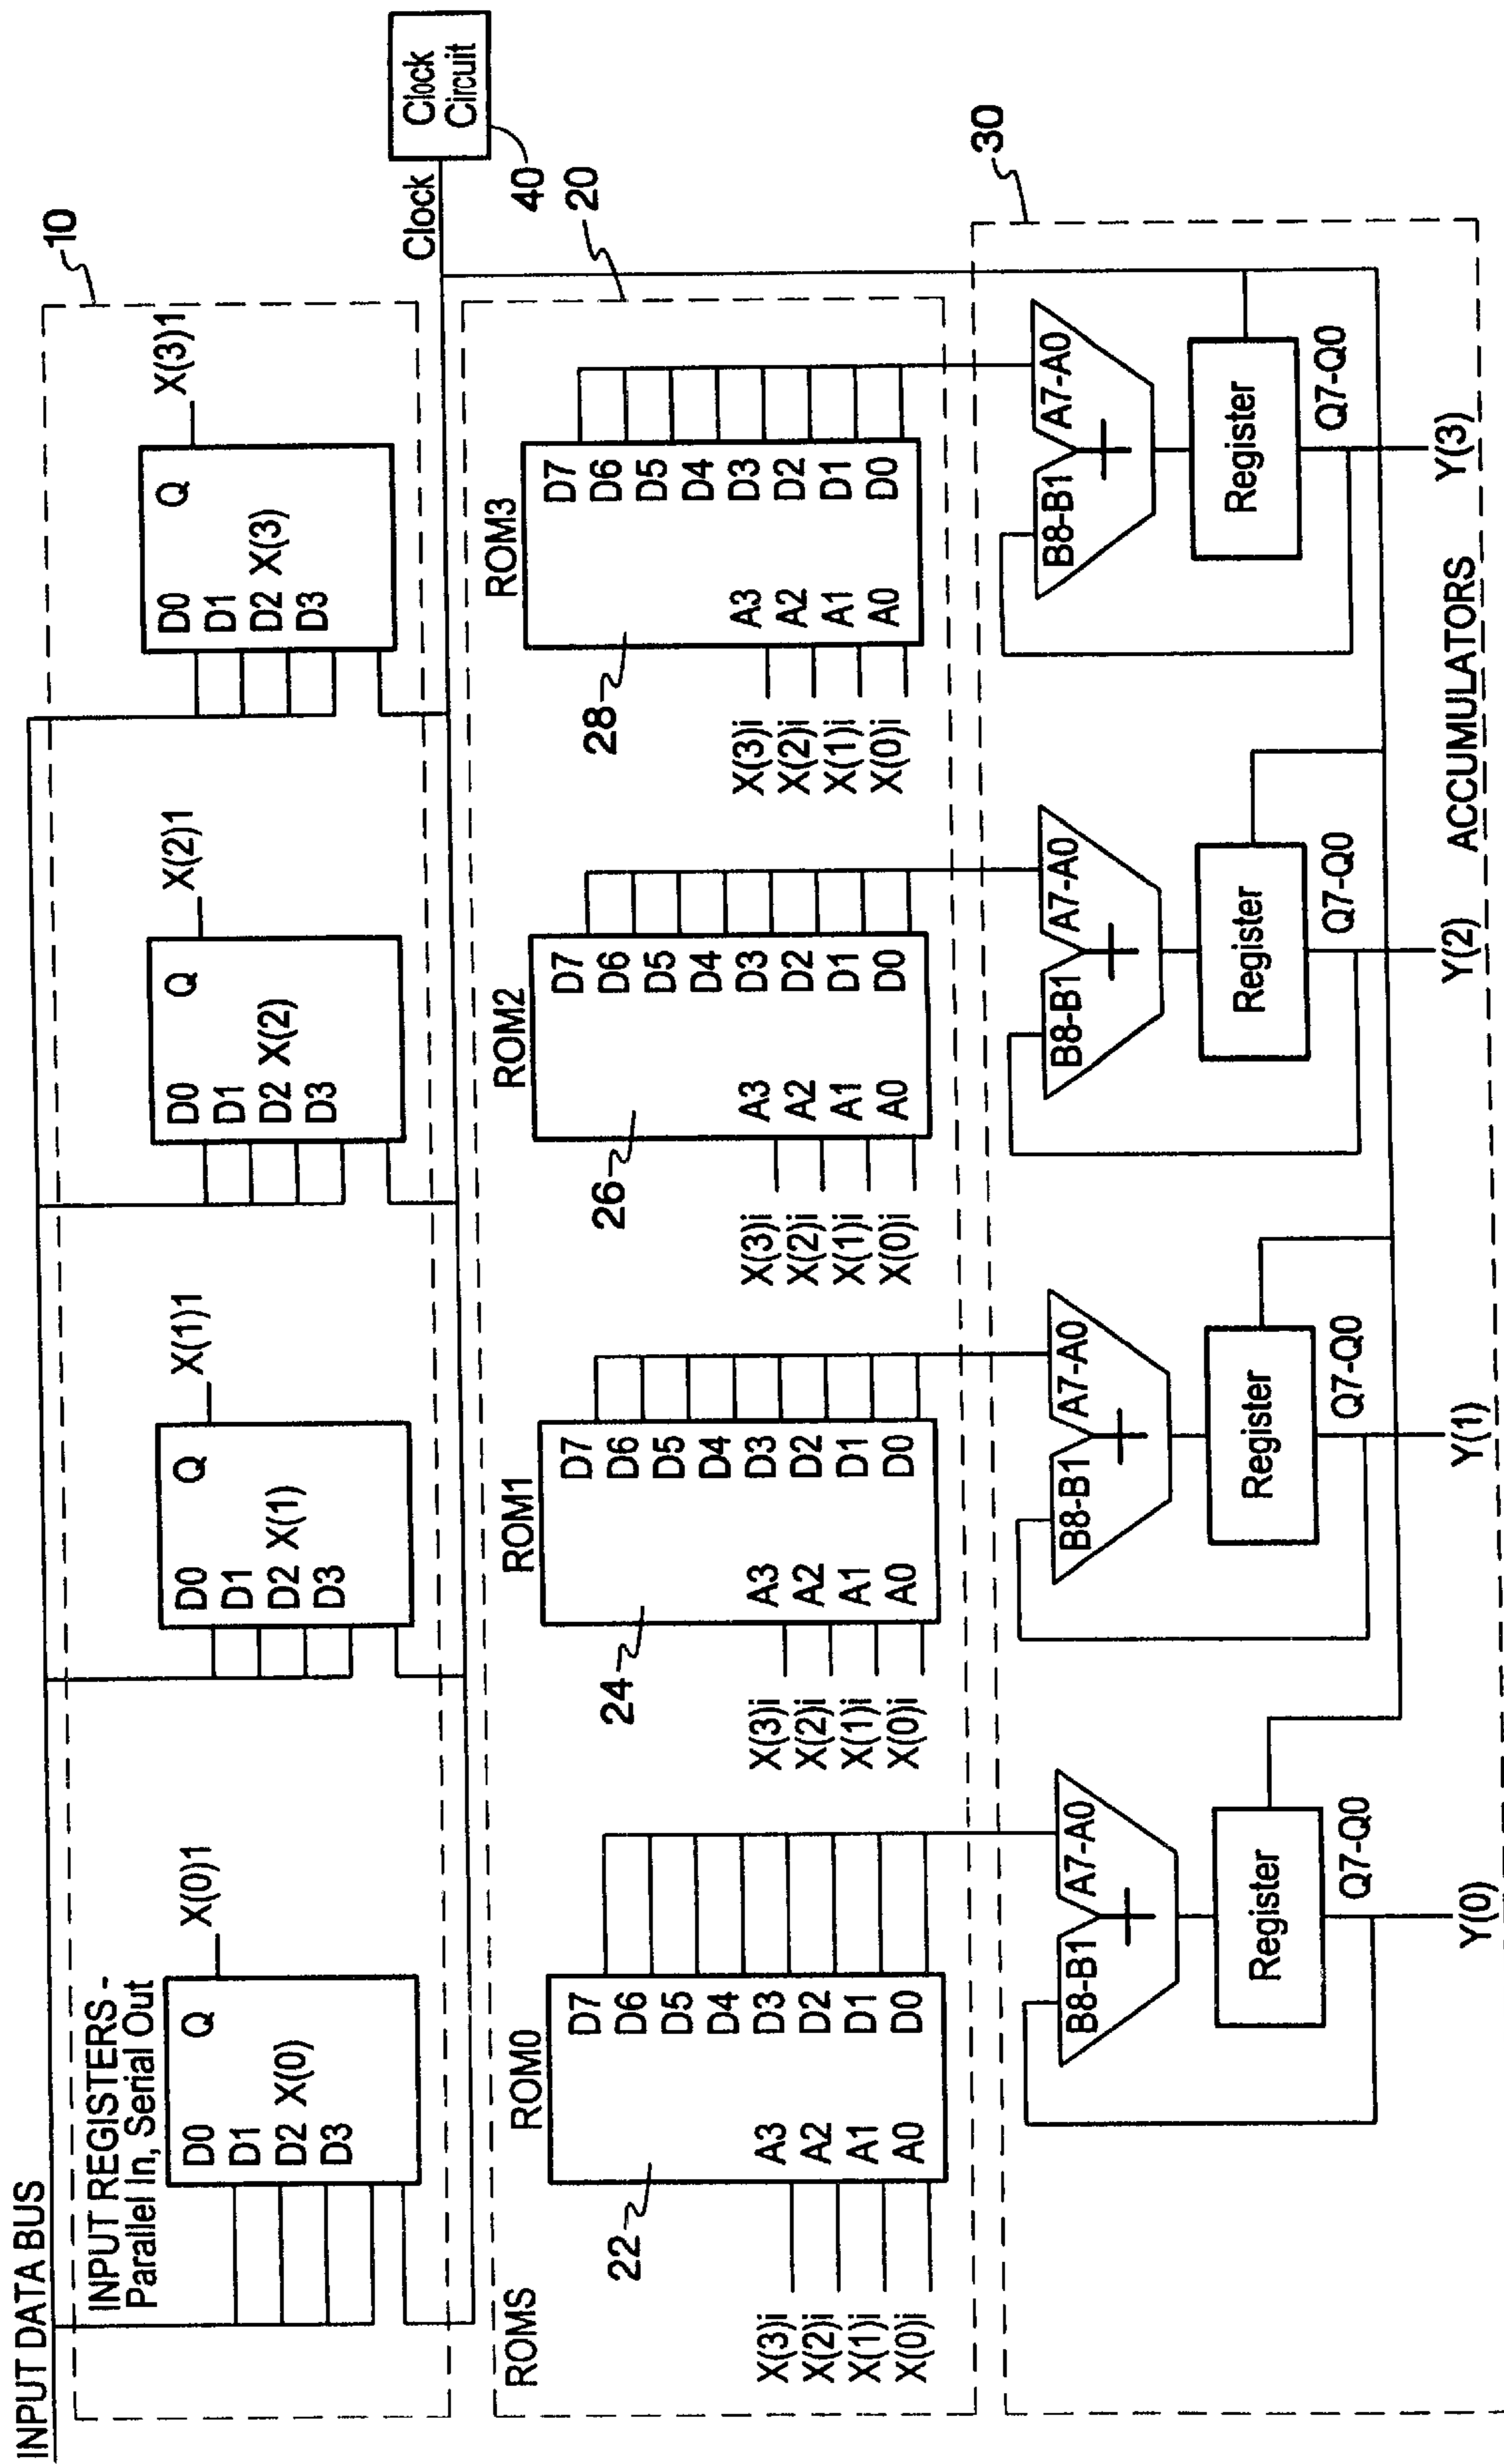 INPUT DATA BUS
INPUT REGISTERS -
Parallel In, Serial Out
10
D0
D1
D2
D3
X(0)
Q
X(0)1
D0
D1
D2
D3
X(1)
Q
X(1)1
D0
D1
D2
D3
X(2)
Q
X(2)1
D0
D1
D2
D3
X(3)
Q
X(3)1
Clock
Clock
Circuit
40
20
ROMS
ROM0
22
X(3)i
X(2)i
X(1)i
X(0)i
A3
A2
A1
A0
D7
D6
D5
D4
D3
D2
D1
D0
ROM1
24
X(3)i
X(2)i
X(1)i
X(0)i
A3
A2
A1
A0
D7
D6
D5
D4
D3
D2
D1
D0
ROM2
26
X(3)i
X(2)i
X(1)i
X(0)i
A3
A2
A1
A0
D7
D6
D5
D4
D3
D2
D1
D0
ROM3
28
X(3)i
X(2)i
X(1)i
X(0)i
A3
A2
A1
A0
D7
D6
D5
D4
D3
D2
D1
D0
30
B8-B1
A7-A0
+
Register
Q7-Q0
Y(0)
B8-B1
A7-A0
+
Register
Q7-Q0
Y(1)
B8-B1
A7-A0
+
Register
Q7-Q0
Y(2)
B8-B1
A7-A0
+
Register
Q7-Q0
Y(3)
ACCUMULATORS